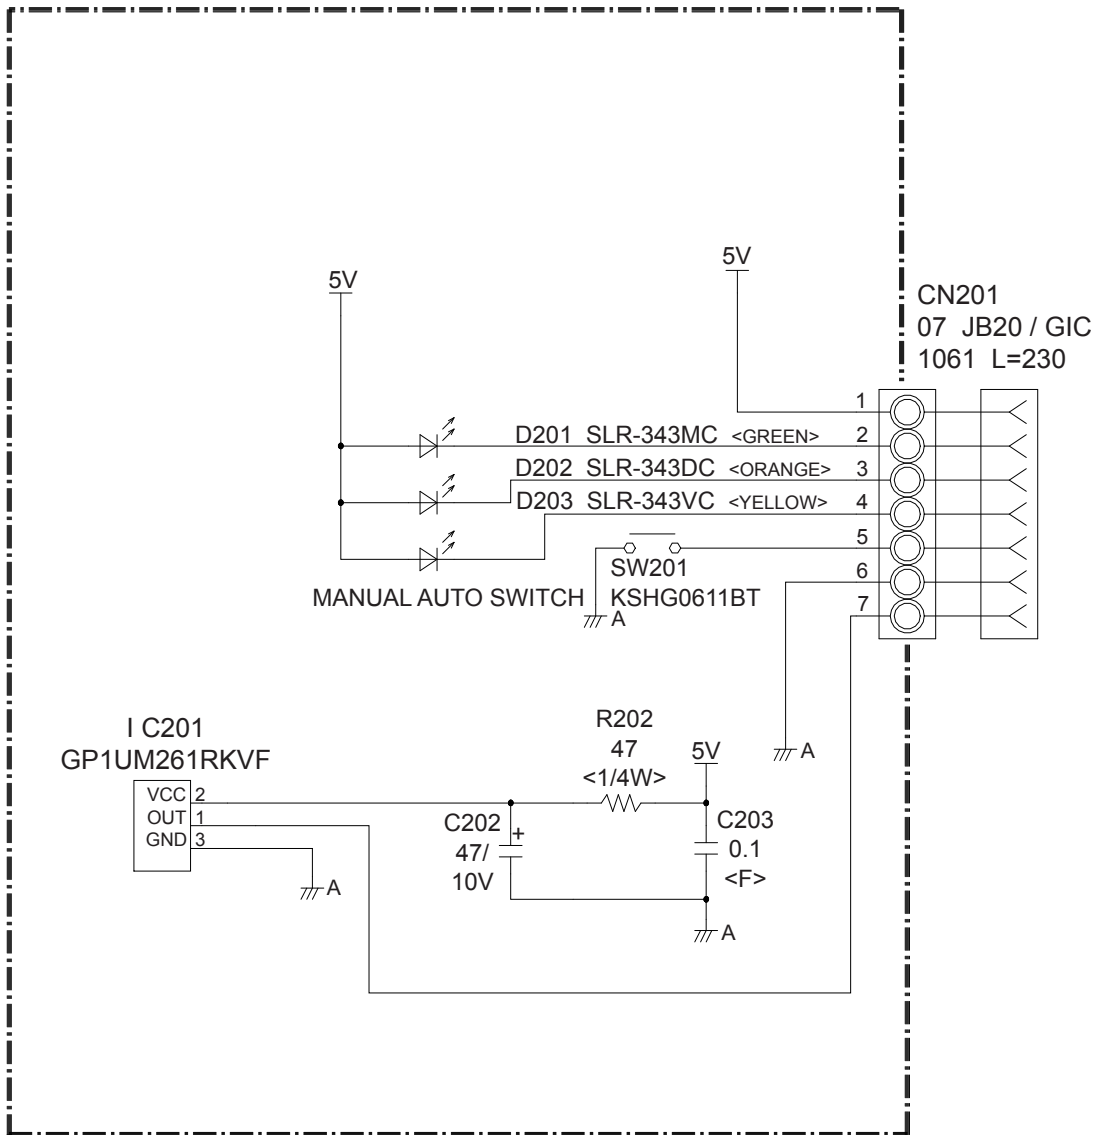 5V
5V
CN201
07 JB20 / GIC
1061 L=230
1
D201 SLR-343MC <GREEN> 2
D202 SLR-343DC <ORANGE> 3
D203 SLR-343VC <YELLOW> 4
5
SW201
6
MANUAL AUTO SWITCH KSHG0611BT
7
A
I C201
GP1UM261RKVF
R202
47
<1/4W>
5V
A
VCC 2
OUT 1
GND 3
C202
47/
10V
+
C203
0.1
<F>
A
A